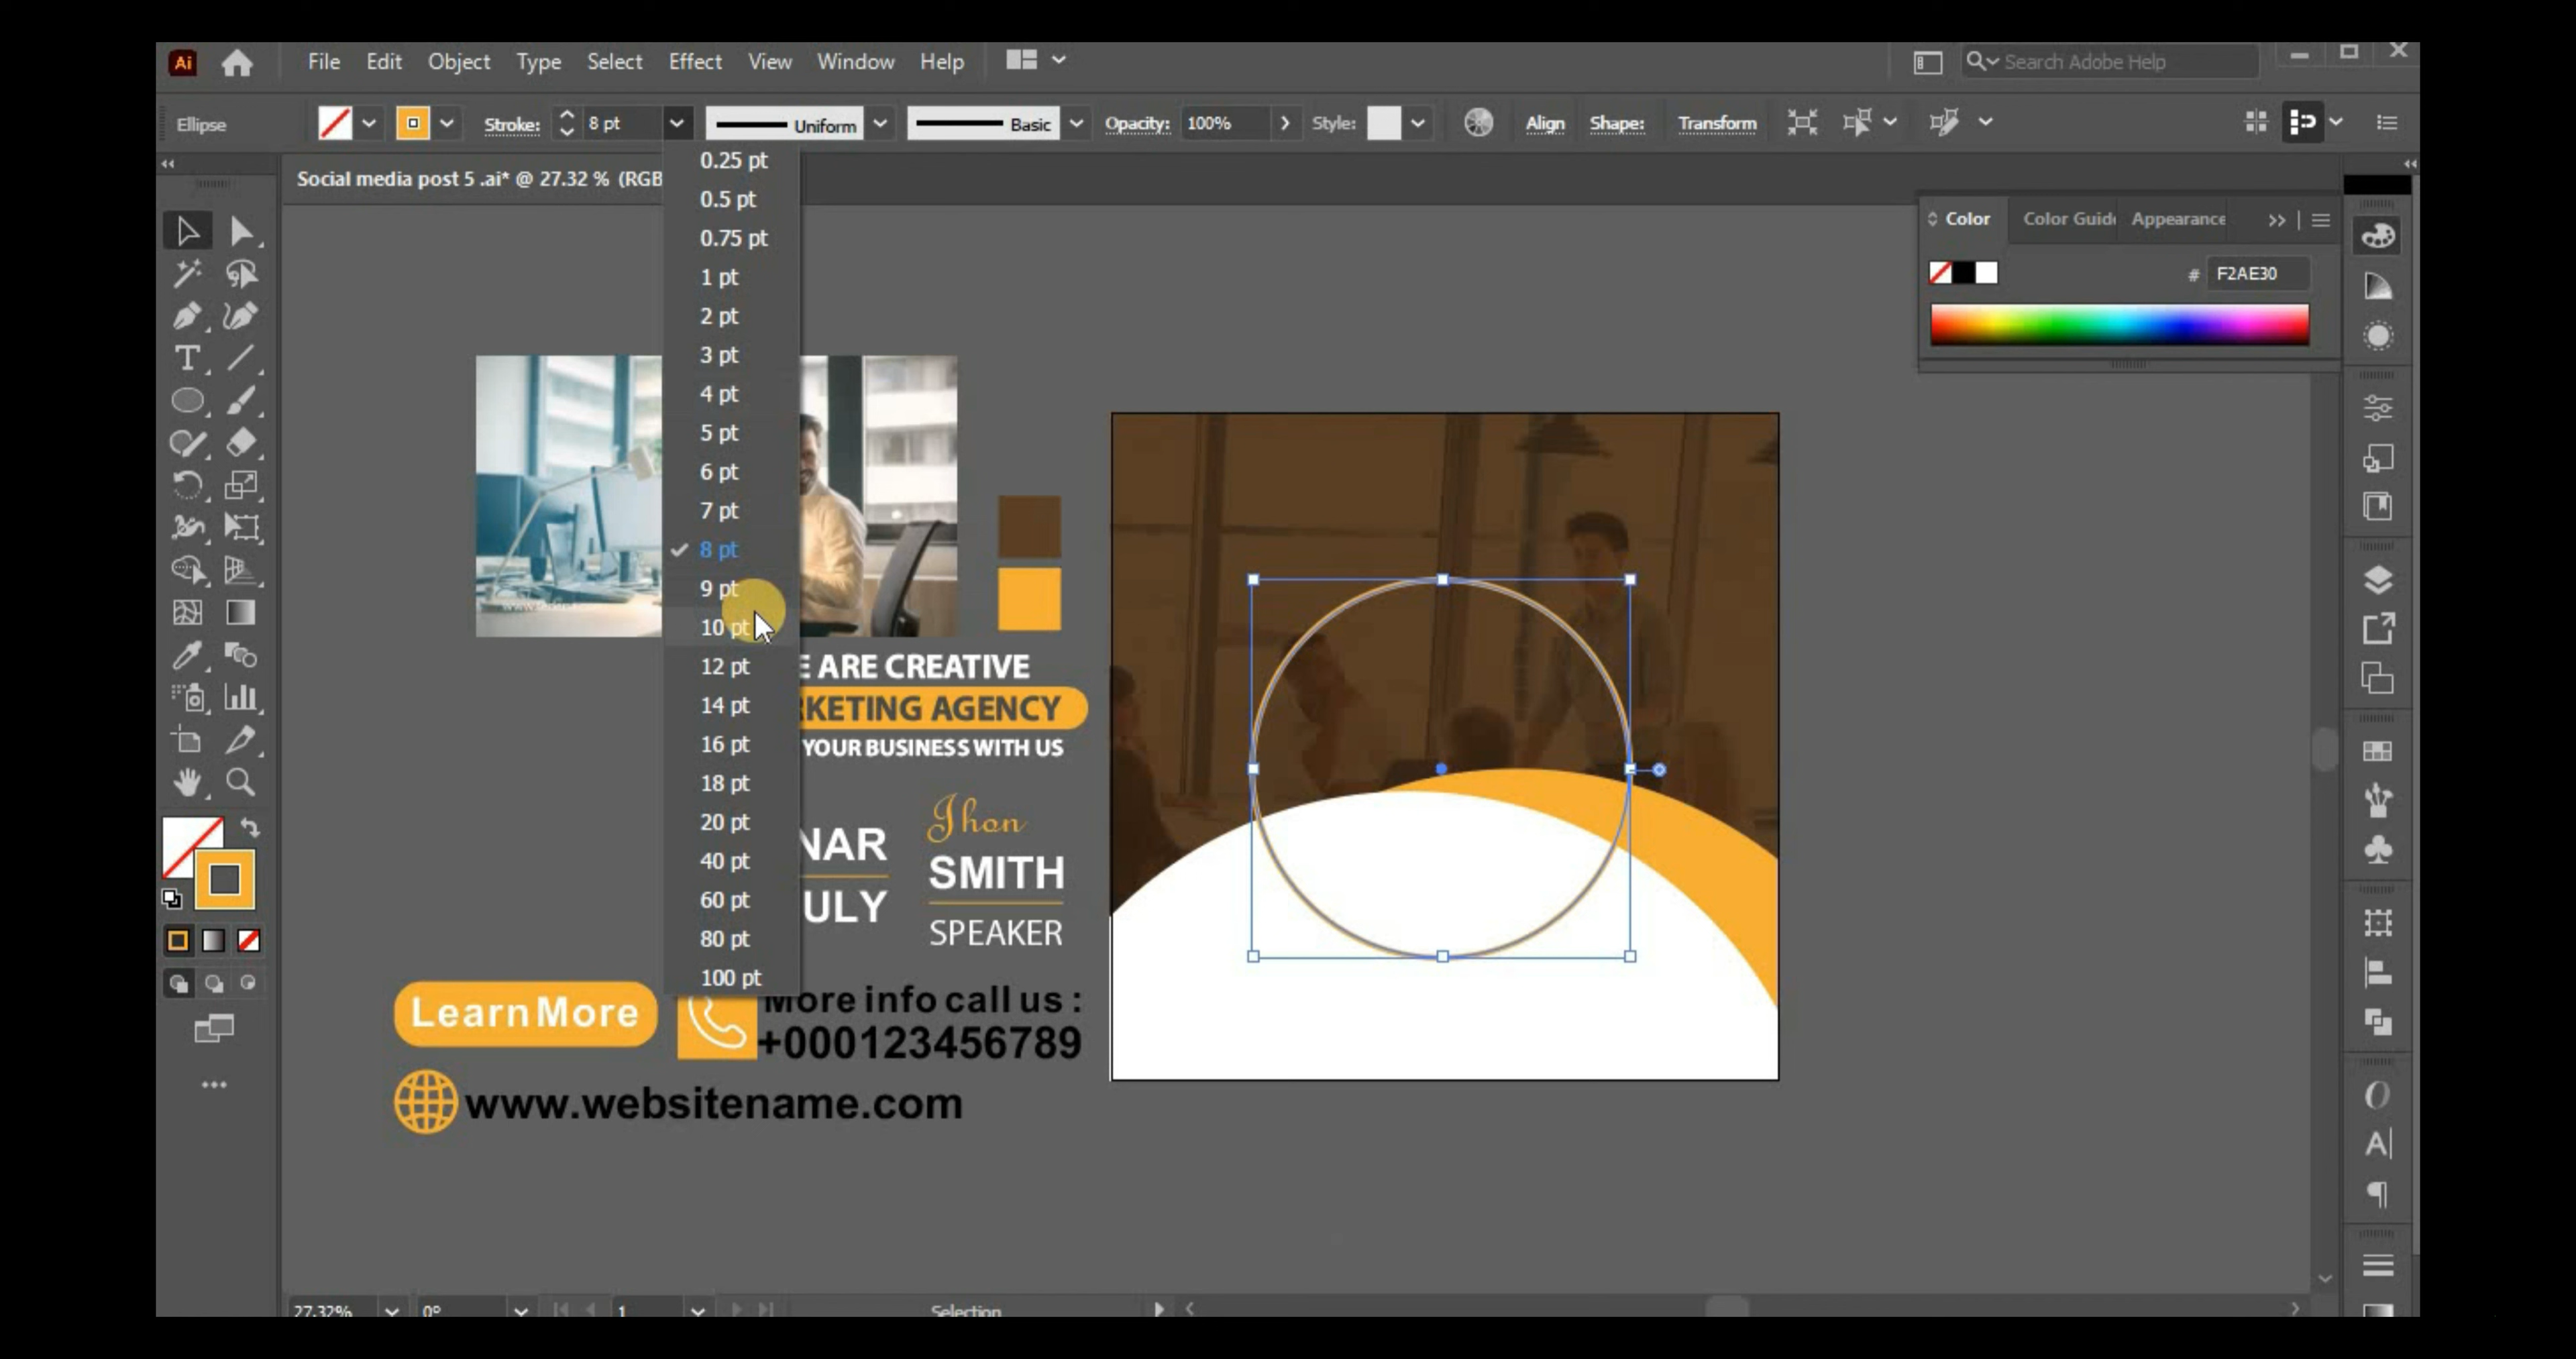 Ai File Edit Object Type Select Effect View Window Help Search Adobe Help
Ellipse Stroke: 8 pt Uniform Basic Opacity: 100% Style: Align Shape: Transform
Social media post 5 .ai* @ 27.32 % (RGB
0.25 pt
0.5 pt
0.75 pt
1 pt
2 pt
3 pt
4 pt
5 pt
6 pt
7 pt
8 pt
9 pt
10 pt
12 pt
14 pt
16 pt
18 pt
20 pt
40 pt
60 pt
80 pt
100 pt
Color Color Guid Appearance
# F2AE30
E ARE CREATIVE
KETING AGENCY
YOUR BUSINESS WITH US
NAR
ULY
Jhon
SMITH
SPEAKER
Learn More
More info call us :
+000123456789
www.websitename.com
27.32% 0° 1 Selection